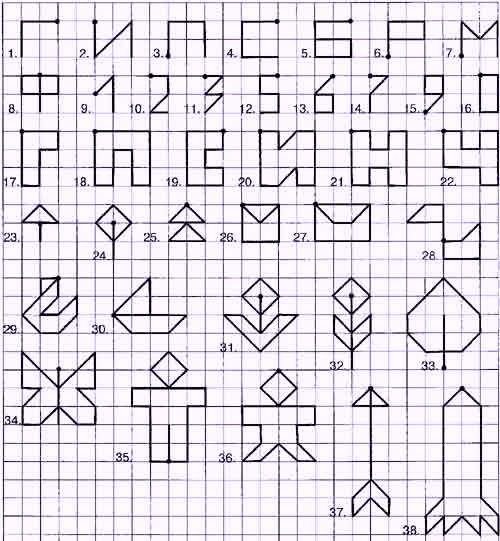 1. 2. 3. 4. 5. 6. 7.
8. 9. 10. 11. 12. 13. 14. 15. 16.
17. 18. 19. 20. 21. 22.
23. 24. 25. 26. 27. 28.
29. 30. 31. 32. 33.
34. 35. 36. 37. 38.